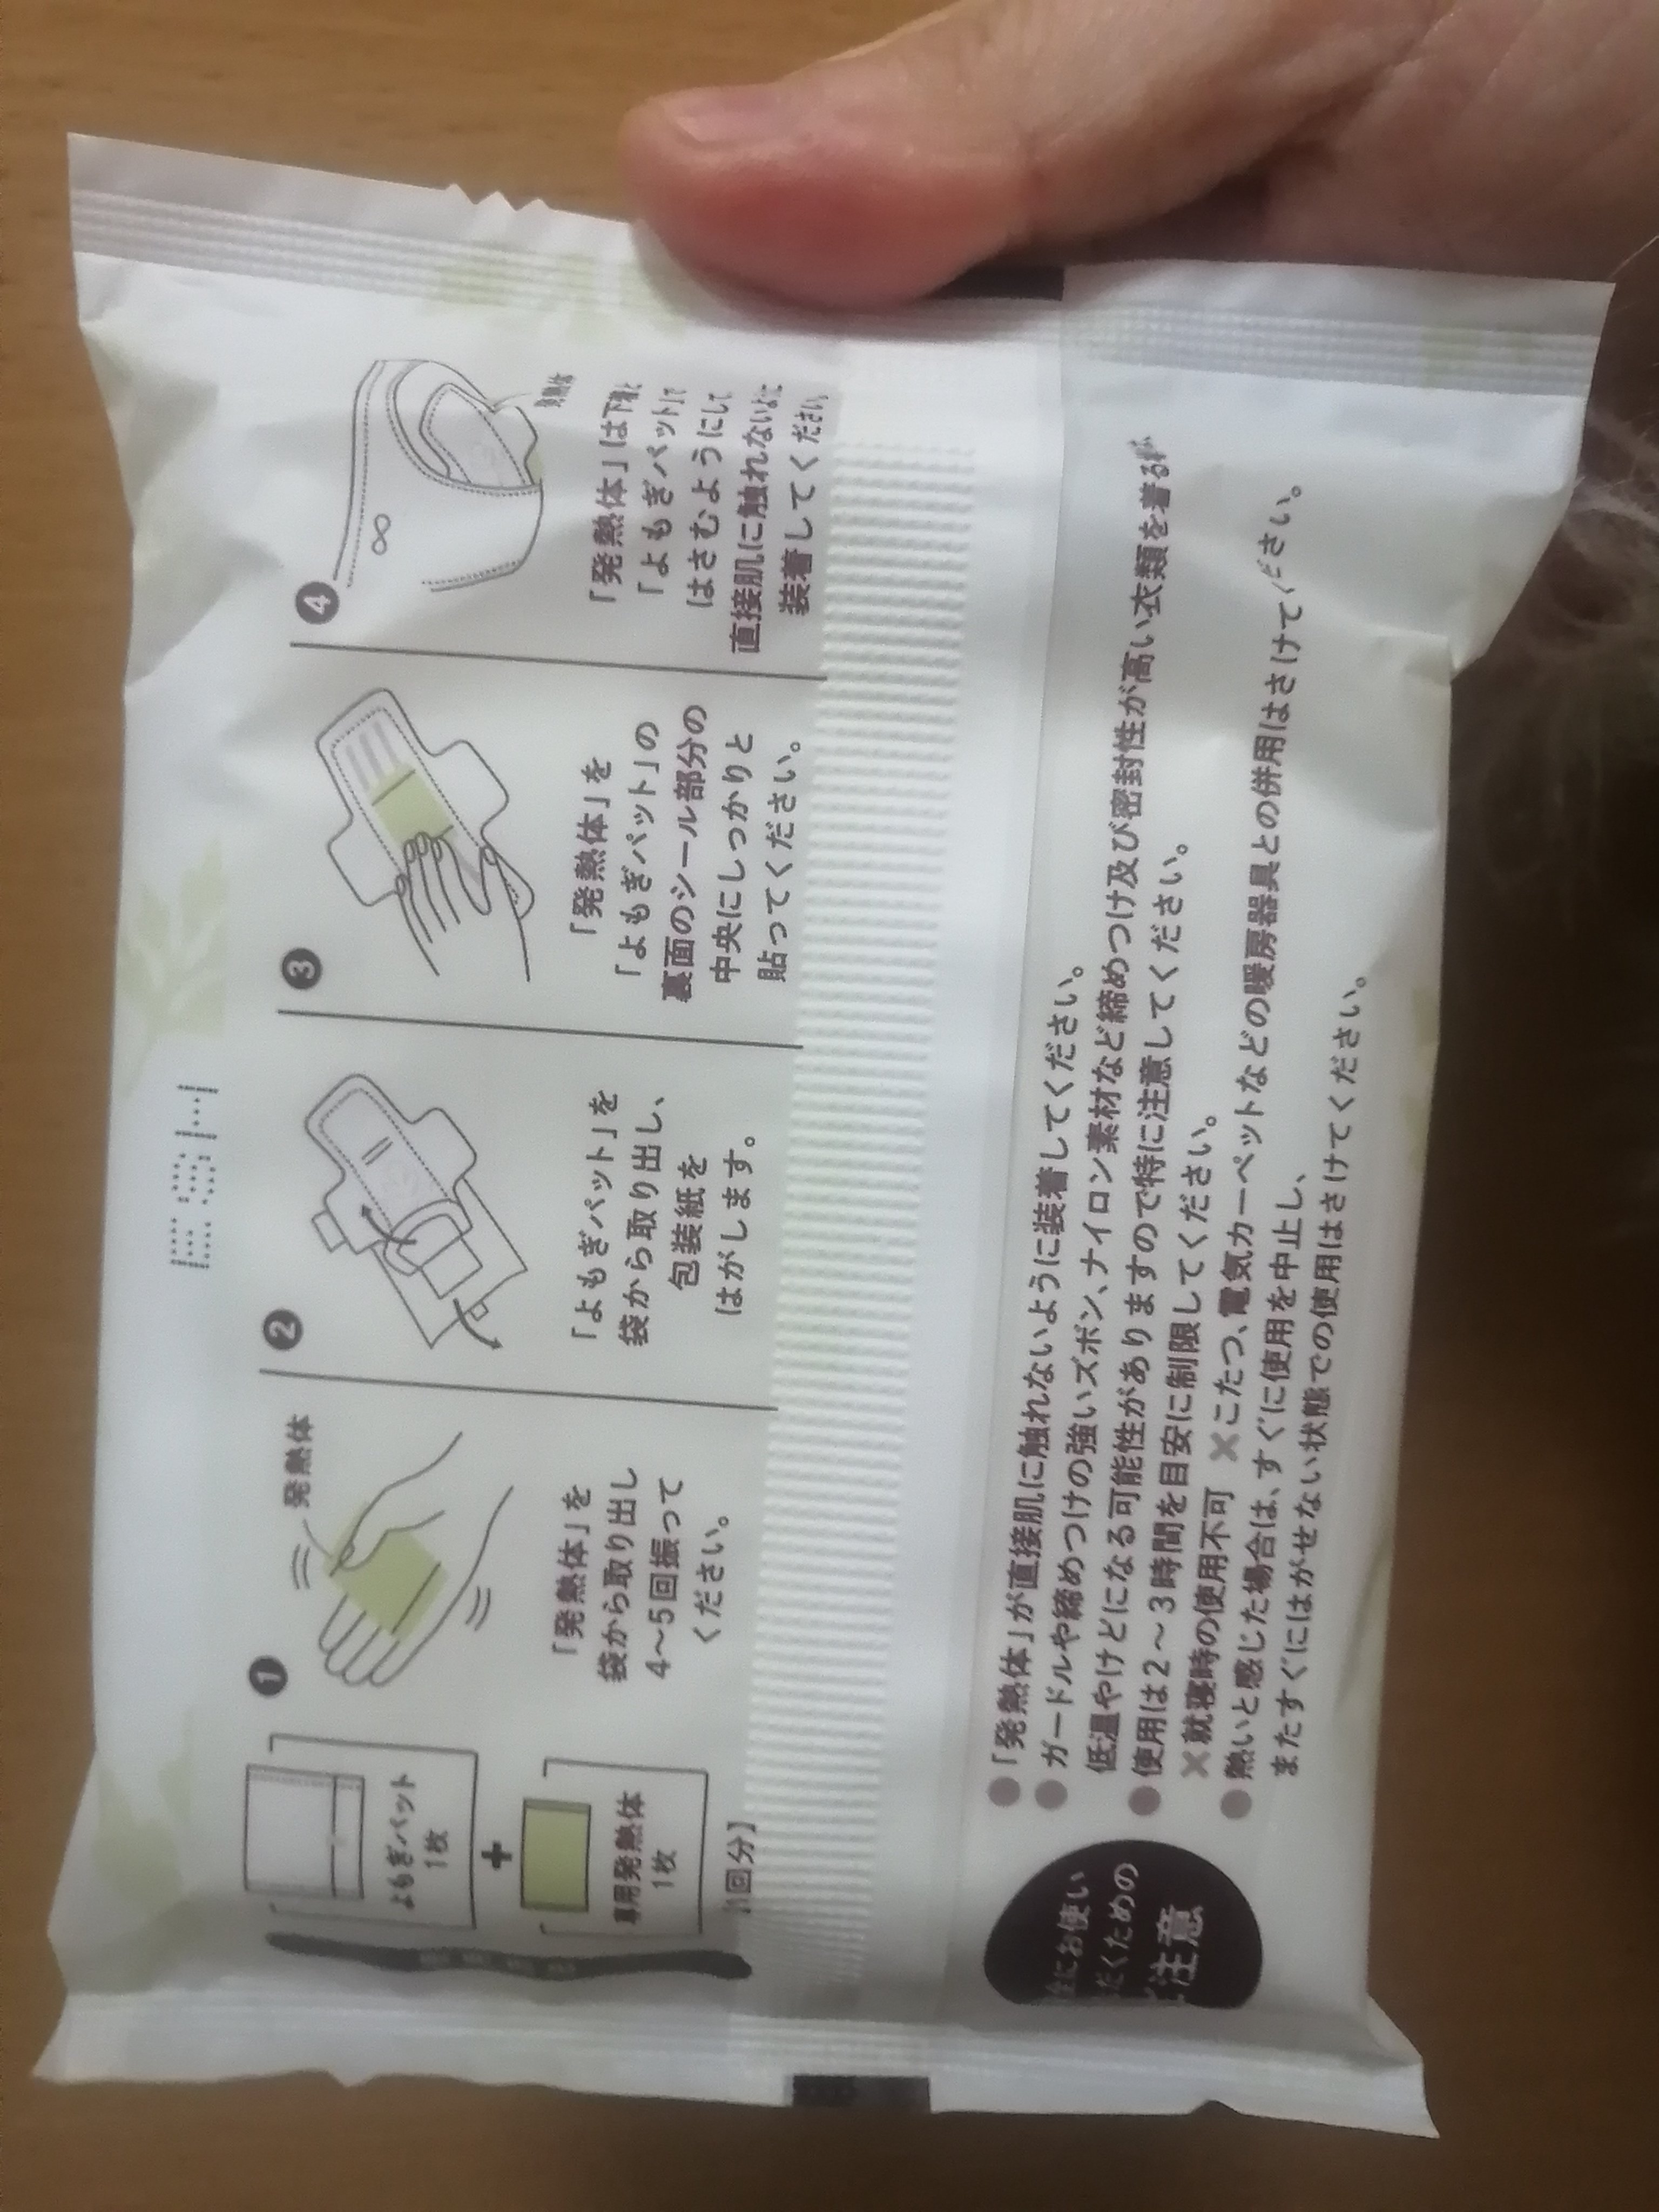 よもぎパット
1枚
+
専用発熱体
1枚
1回分】
1
発熱体
「発熱体」を
袋から取り出し
4〜5回振って
ください。
2
「よもぎパット」を
袋から取り出し、
包装紙を
はがします。
3
「発熱体」を
「よもぎパット」の
裏面のシール部分の
中央にしっかりと
貼ってください。
4
発熱体
「発熱体」は下着と
「よもぎパット」で
はさむようにして
直接肌に触れないように
装着してください。
にお使い
だくための
注意
●「発熱体」が直接肌に触れないように装着してください。
●ガードルや締めつけの強いズボン、ナイロン素材など締めつけ及び密封性が高い衣類を着る
低温やけどになる可能性がありますので特に注意してください。
●使用は2〜3時間を目安に制限してください。
×就寝時の使用不可 ×こたつ、電気カーペットなどの暖房器具との併用はさけてください。
●熱いと感じた場合は、すぐに使用を中止し、
またすぐにはがせない状態での使用はさけてください。